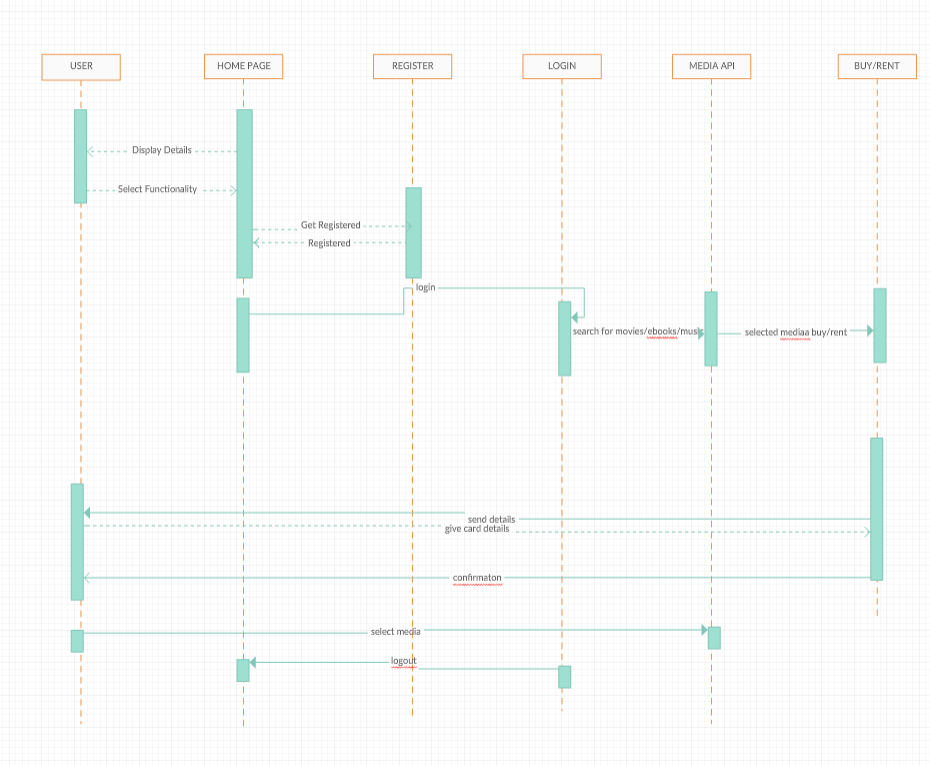 USER
HOME PAGE
REGISTER
LOGIN
MEDIA API
BUY/RENT
Display Details
Select Functionality
Get Registered
Registered
login
search for movies/ebooks/music
selected mediaa buy/rent
send details
give card details
confirmaton
select media
logout